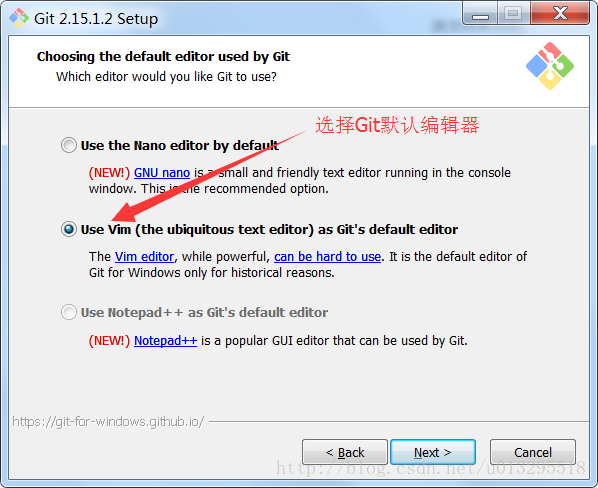 Git 2.15.1.2 Setup
Choosing the default editor used by Git
Which editor would you like Git to use?
选择Git默认编辑器
Use the Nano editor by default
(NEW!) GNU nano is a small and friendly text editor running in the console
window. This is the recommended option.
Use Vim (the ubiquitous text editor) as Git's default editor
The Vim editor, while powerful, can be hard to use. It is the default editor of
Git for Windows only for historical reasons.
Use Notepad++ as Git's default editor
(NEW!) Notepad++ is a popular GUI editor that can be used by Git.
https://git-for-windows.github.io/
< Back
Next >
Cancel
http://blog.csdn.net/u013295518